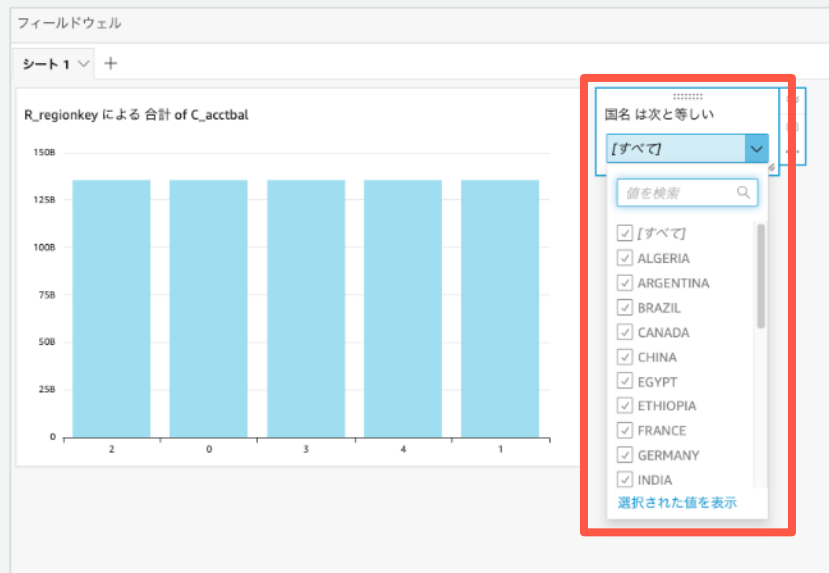 フィールドウェル
シート 1
R_regionkey による 合計 of C_acctbal
150B
125B
100B
75B
50B
25B
0
2 0 3 4 1
国名 は次と等しい
[すべて]
値を検索
[すべて]
ALGERIA
ARGENTINA
BRAZIL
CANADA
CHINA
EGYPT
ETHIOPIA
FRANCE
GERMANY
INDIA
選択された値を表示